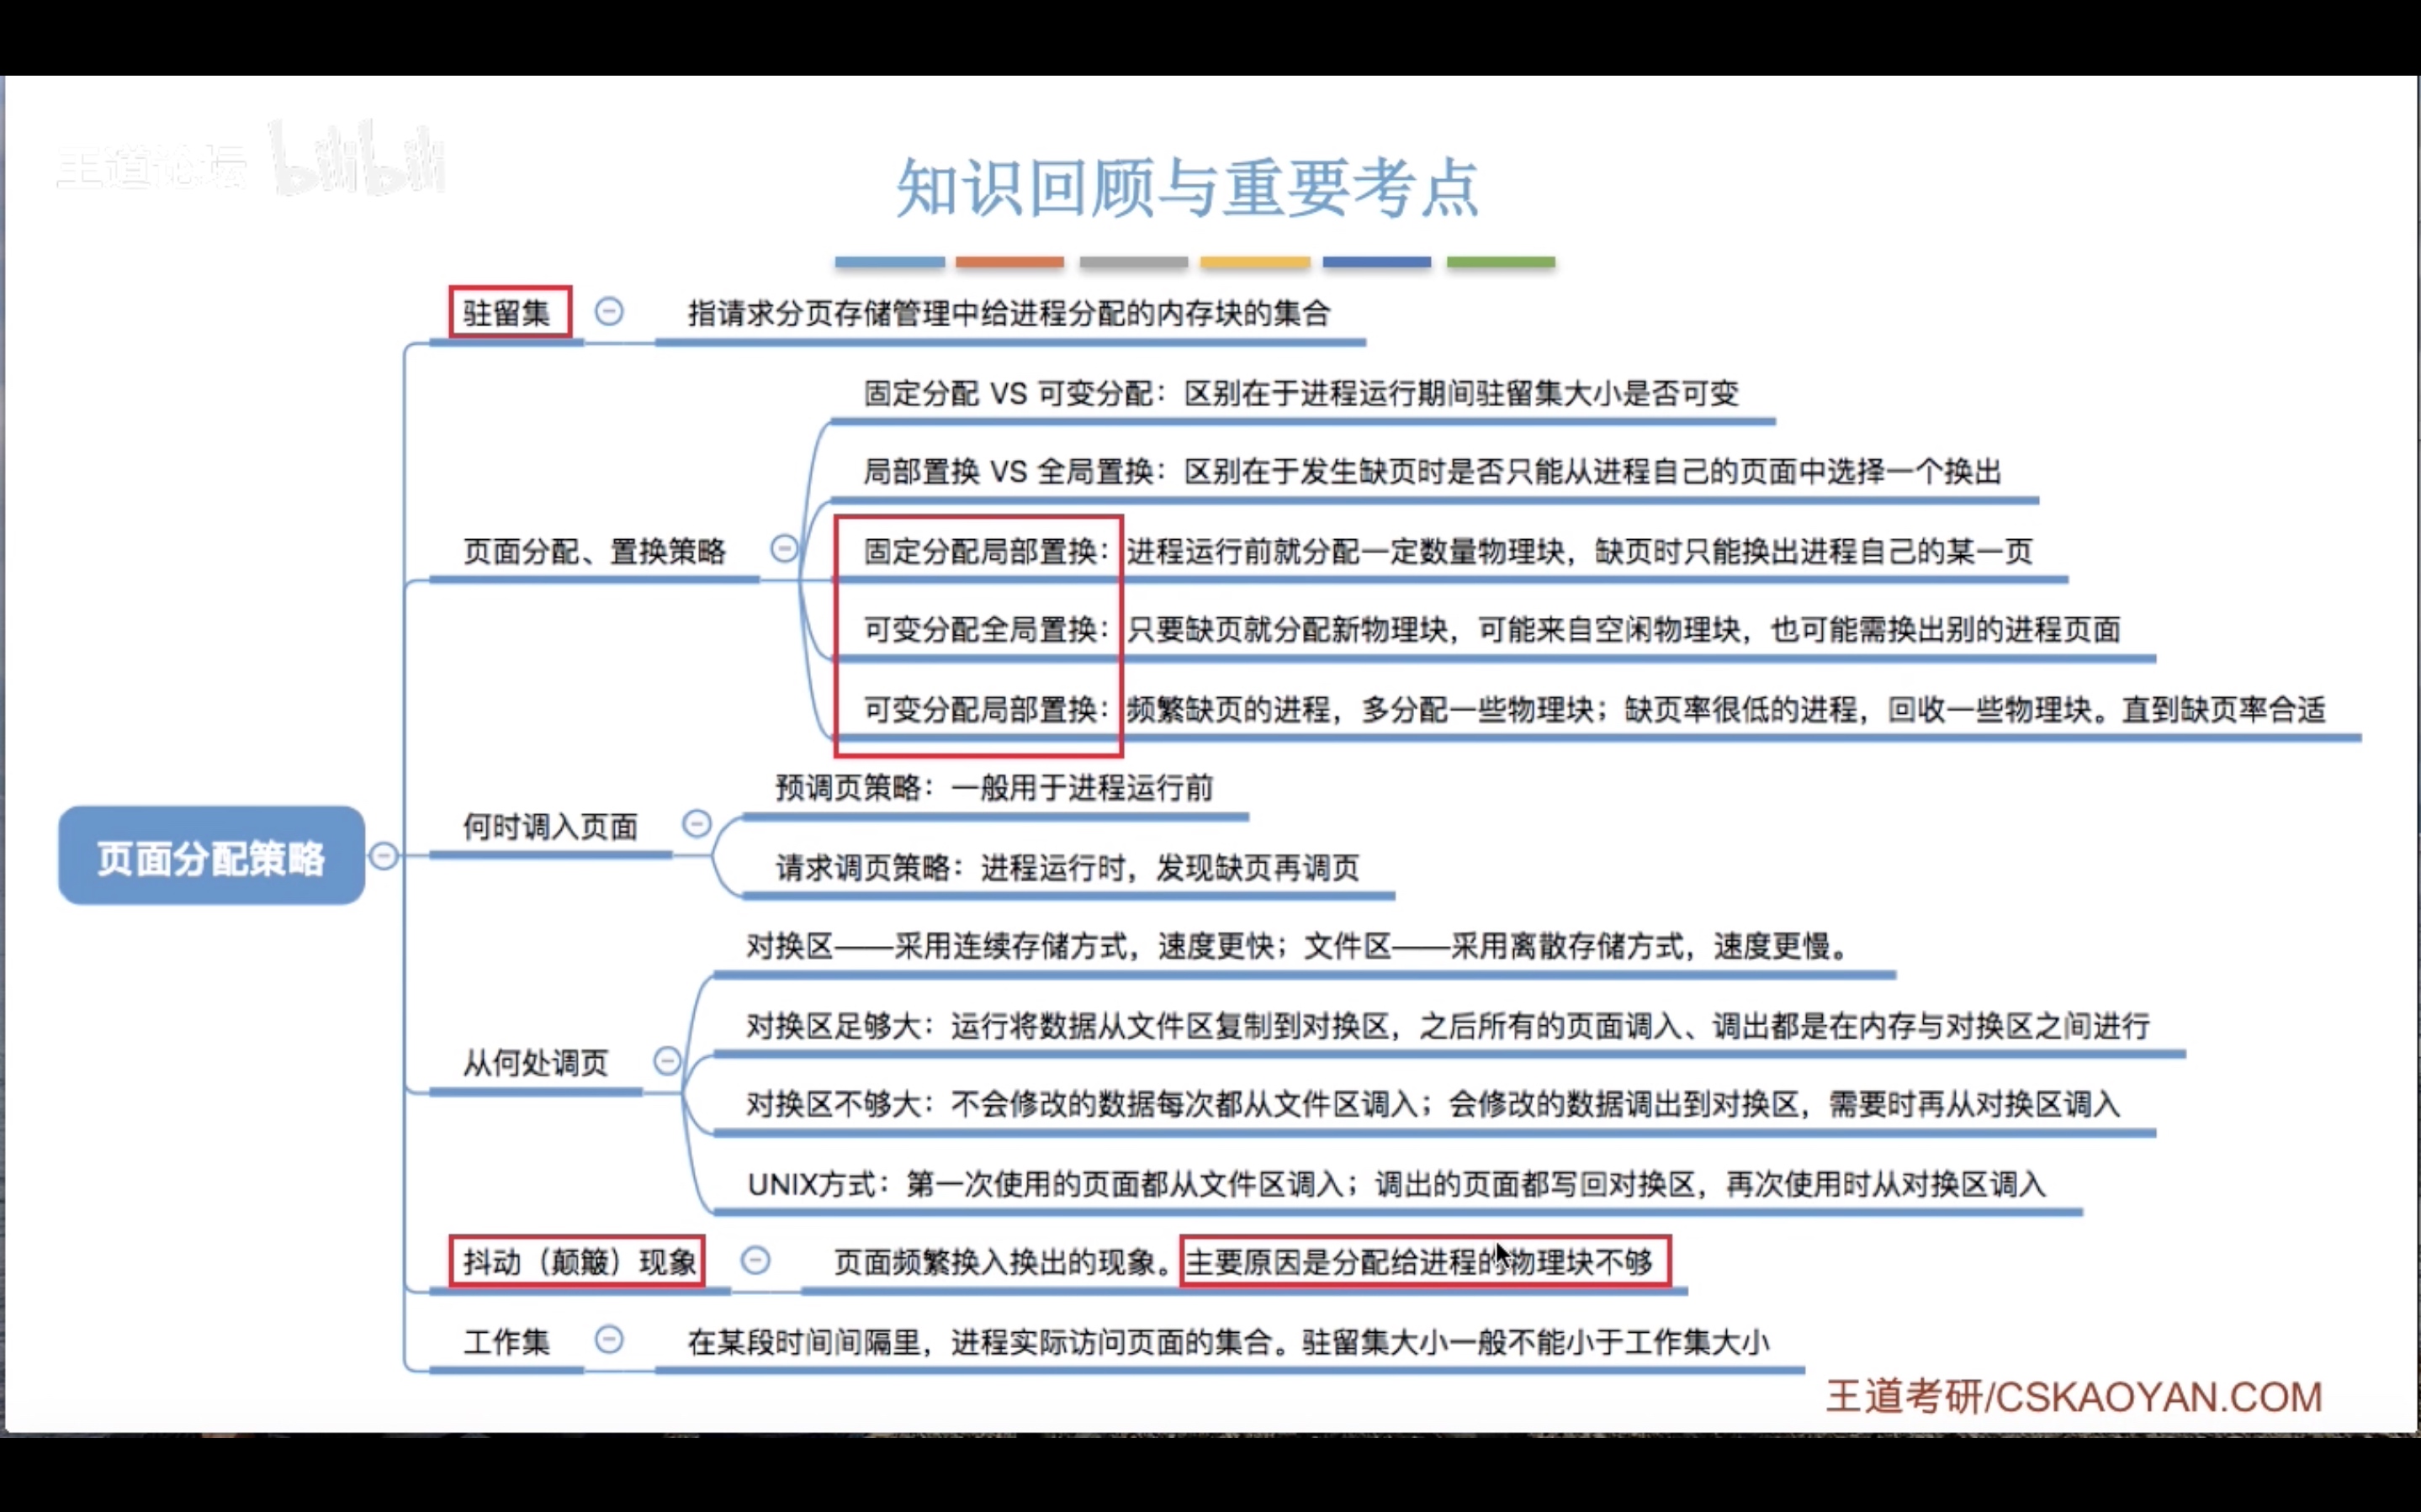 王道论坛 bilibili
知识回顾与重要考点
驻留集
指请求分页存储管理中给进程分配的内存块的集合
页面分配、置换策略
固定分配 VS 可变分配：区别在于进程运行期间驻留集大小是否可变
局部置换 VS 全局置换：区别在于发生缺页时是否只能从进程自己的页面中选择一个换出
固定分配局部置换：进程运行前就分配一定数量物理块，缺页时只能换出进程自己的某一页
可变分配全局置换：只要缺页就分配新物理块，可能来自空闲物理块，也可能需换出别的进程页面
可变分配局部置换：频繁缺页的进程，多分配一些物理块；缺页率很低的进程，回收一些物理块。直到缺页率合适
页面分配策略
何时调入页面
预调页策略：一般用于进程运行前
请求调页策略：进程运行时，发现缺页再调页
从何处调页
对换区——采用连续存储方式，速度更快；文件区——采用离散存储方式，速度更慢。
对换区足够大：运行将数据从文件区复制到对换区，之后所有的页面调入、调出都是在内存与对换区之间进行
对换区不够大：不会修改的数据每次都从文件区调入；会修改的数据调出到对换区，需要时再从对换区调入
UNIX方式：第一次使用的页面都从文件区调入；调出的页面都写回对换区，再次使用时从对换区调入
抖动（颠簸）现象
页面频繁换入换出的现象。主要原因是分配给进程的物理块不够
工作集
在某段时间间隔里，进程实际访问页面的集合。驻留集大小一般不能小于工作集大小
王道考研/CSKAOYAN.COM